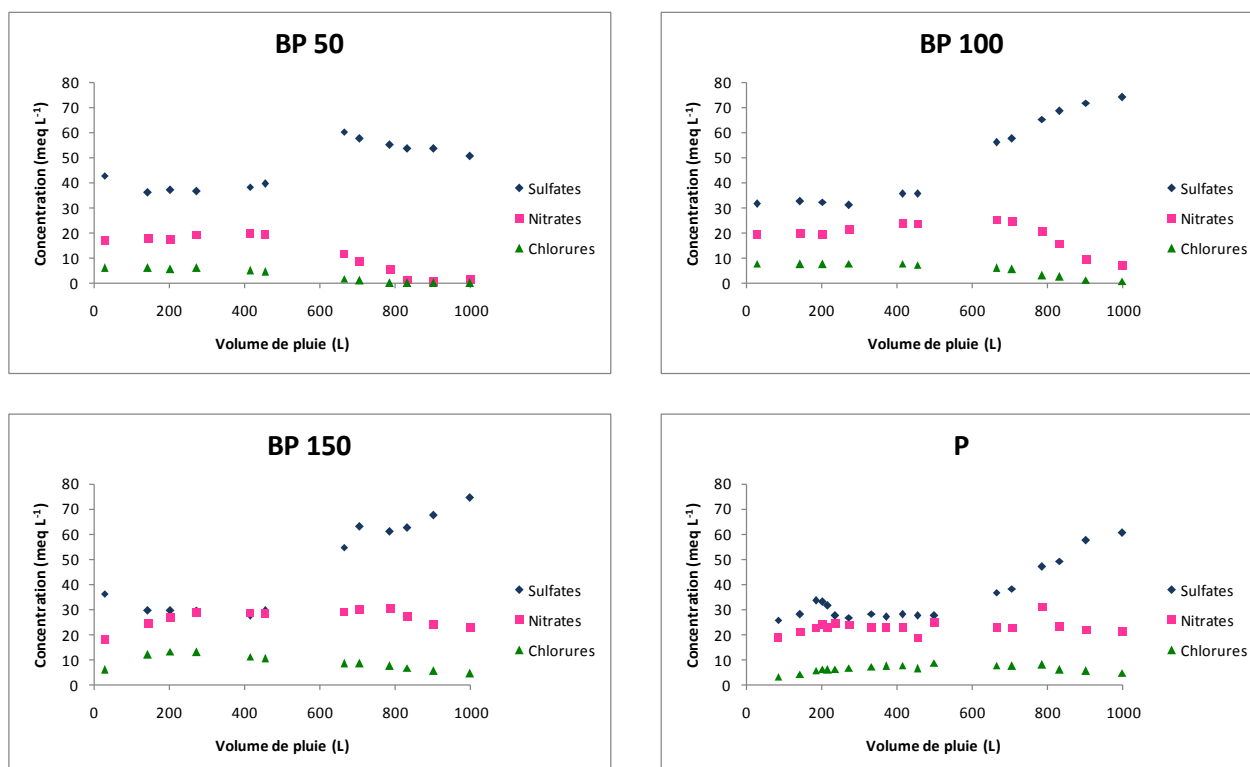 BP 50
80
70
60
50
40
30
20
10
0
Concentration (meq L-1)
0 200 400 600 800 1000
Volume de pluie (L)
Sulfates
Nitrates
Chlorures
BP 100
80
70
60
50
40
30
20
10
0
Concentration (meq L-1)
0 200 400 600 800 1000
Volume de pluie (L)
Sulfates
Nitrates
Chlorures
BP 150
80
70
60
50
40
30
20
10
0
Concentration (meq L-1)
0 200 400 600 800 1000
Volume de pluie (L)
Sulfates
Nitrates
Chlorures
P
80
70
60
50
40
30
20
10
0
Concentration (meq L-1)
0 200 400 600 800 1000
Volume de pluie (L)
Sulfates
Nitrates
Chlorures